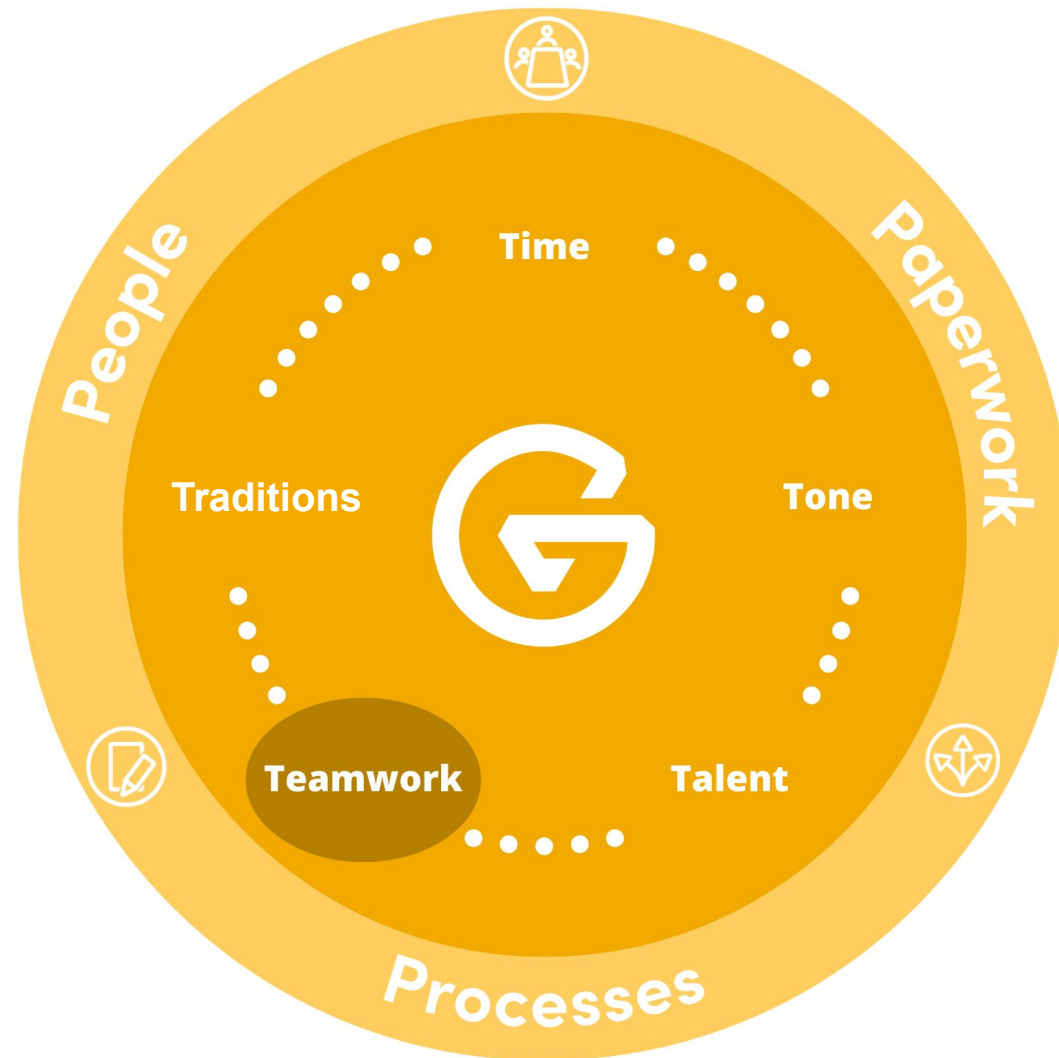 People
Paperwork
Time
Traditions
G
Tone
Teamwork
Talent
Processes